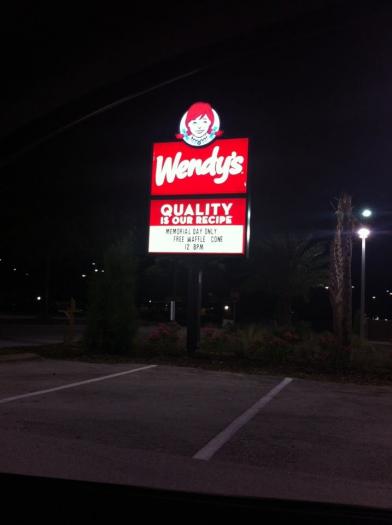 Wendy's
QUALITY
IS OUR RECIPE
MEMORIAL DAY ONLY
FREE WAFFLE CONE
12 8PM